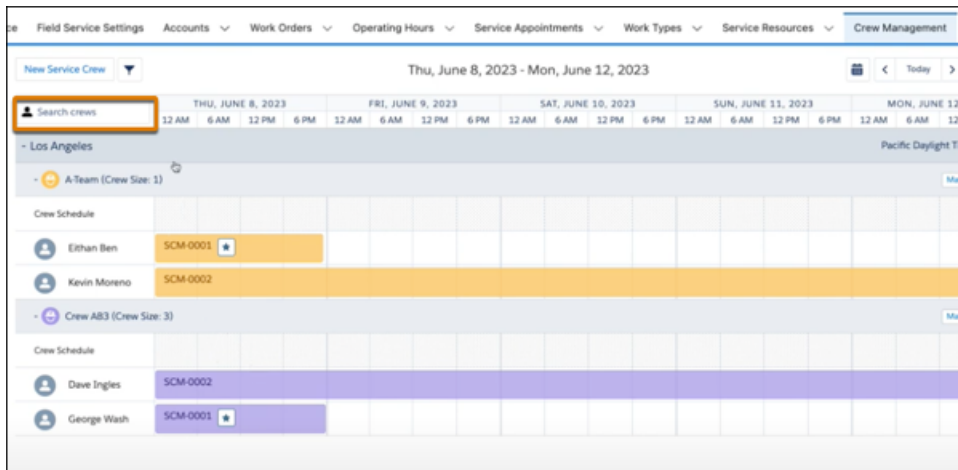 ce Field Service Settings Accounts Work Orders Operating Hours Service Appointments Work Types Service Resources Crew Management
New Service Crew Thu, June 8, 2023 - Mon, June 12, 2023 Today
Search crews THU, JUNE 8, 2023 FRI, JUNE 9, 2023 SAT, JUNE 10, 2023 SUN, JUNE 11, 2023 MON, JUNE 12
12 AM 6 AM 12 PM 6 PM 12 AM 6 AM 12 PM 6 PM 12 AM 6 AM 12 PM 6 PM 12 AM 6 AM 12 PM 6 PM 12 AM 6 AM 12
- Los Angeles Pacific Daylight T
- A-Team (Crew Size: 1) Ma
Crew Schedule
Eithan Ben SCM-0001
Kevin Moreno SCM-0002
- Crew AB3 (Crew Size: 3) Ma
Crew Schedule
Dave Ingles SCM-0002
George Wash SCM-0001